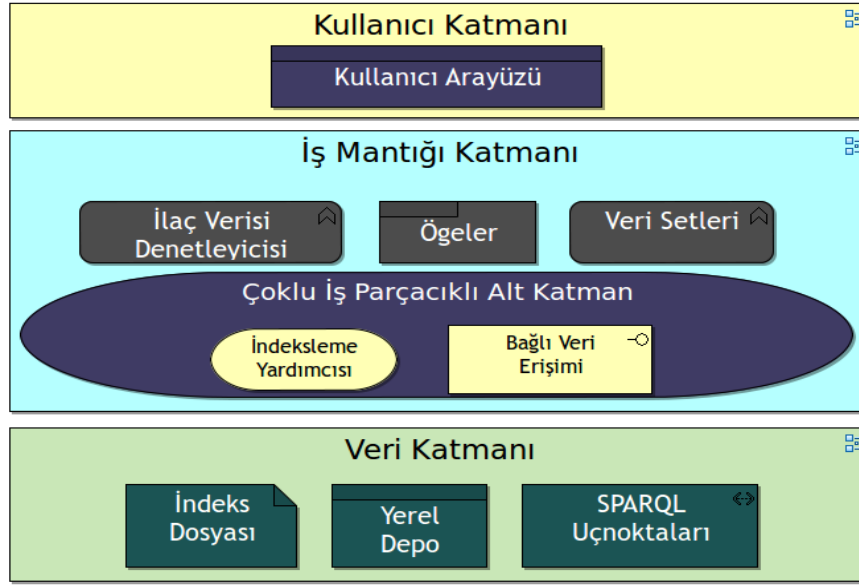 Kullanıcı Katmanı
Kullanıcı Arayüzü
İş Mantığı Katmanı
İlaç Verisi
Denetleyicisi
Ögeler
Veri Setleri
Çoklu İş Parçacıklı Alt Katman
İndeksleme
Yardımcısı
Bağlı Veri
Erişimi
Veri Katmanı
İndeks
Dosyası
Yerel
Depo
SPARQL
Uçnoktaları